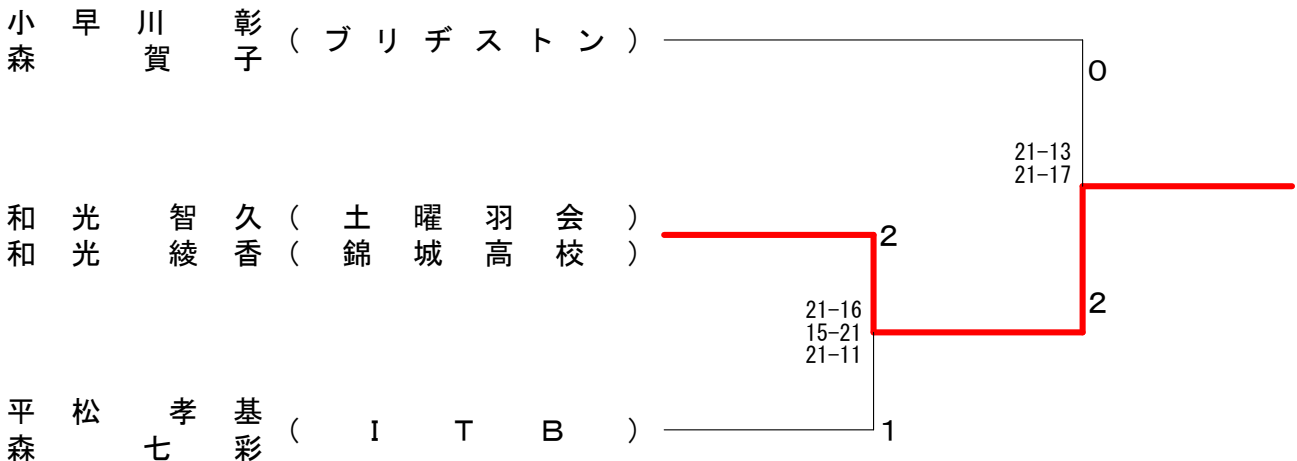 小早川 彰
森 賀子
(ブリヂストン)
0
21-13
21-17
和光 智久(土曜羽会)
和光 綾香(錦城高校)
2
2
21-16
15-21
21-11
平松 孝基
森 七彩
(ITB)
1